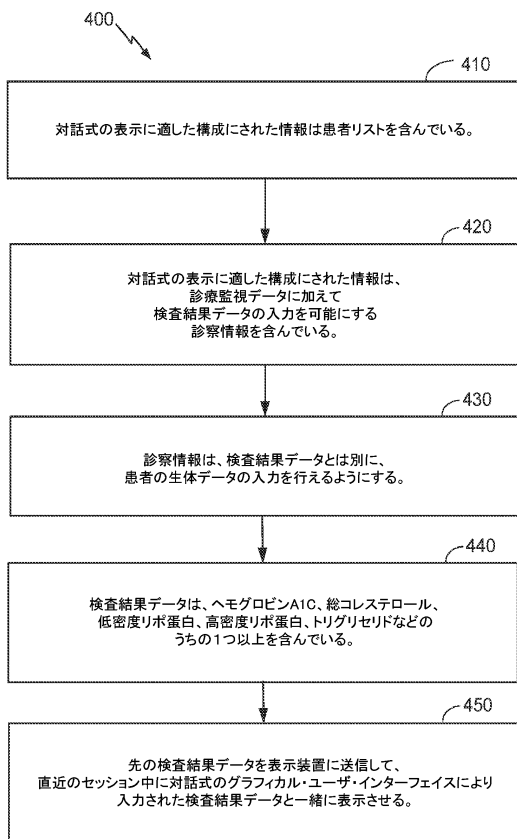 400
410
対話式の表示に適した構成にされた情報は患者リストを含んでいる。
420
対話式の表示に適した構成にされた情報は、
診療監視データに加えて
検査結果データの入力を可能にする
診察情報を含んでいる。
430
診察情報は、検査結果データとは別に、
患者の生体データの入力を行えるようにする。
440
検査結果データは、ヘモグロビンA1C、総コレステロール、
低密度リポ蛋白、高密度リポ蛋白、トリグリセリドなどの
うちの1つ以上を含んでいる。
450
先の検査結果データを表示装置に送信して、
直近のセッション中に対話式のグラフィカル・ユーザ・インターフェイスにより
入力された検査結果データと一緒に表示させる。